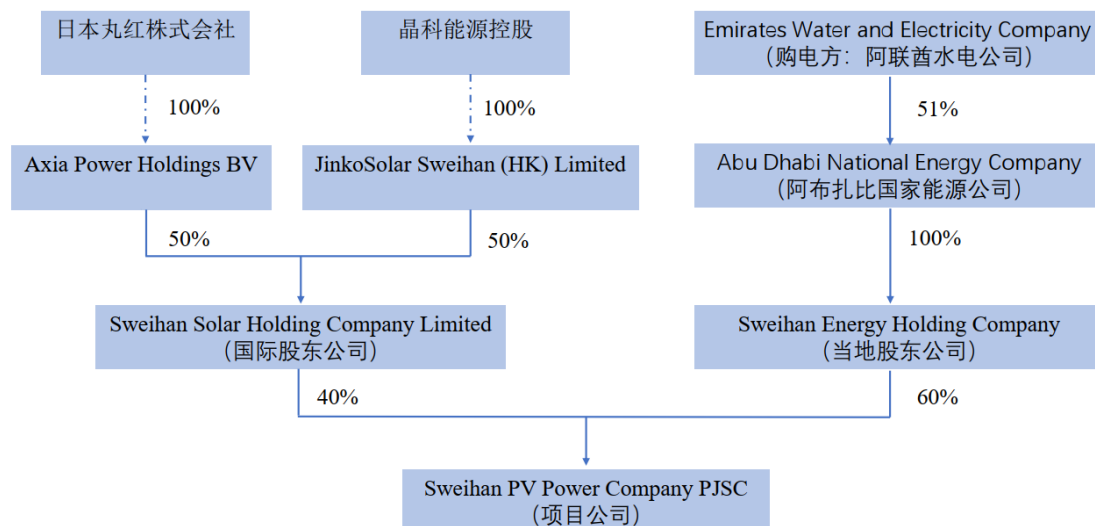 日本丸红株式会社
晶科能源控股
Emirates Water and Electricity Company
（购电方：阿联酋水电公司）
100%
100%
51%
Axia Power Holdings BV
JinkoSolar Sweihan (HK) Limited
Abu Dhabi National Energy Company
（阿布扎比国家能源公司）
50%
50%
100%
Sweihan Solar Holding Company Limited
（国际股东公司）
Sweihan Energy Holding Company
（当地股东公司）
40%
60%
Sweihan PV Power Company PJSC
（项目公司）